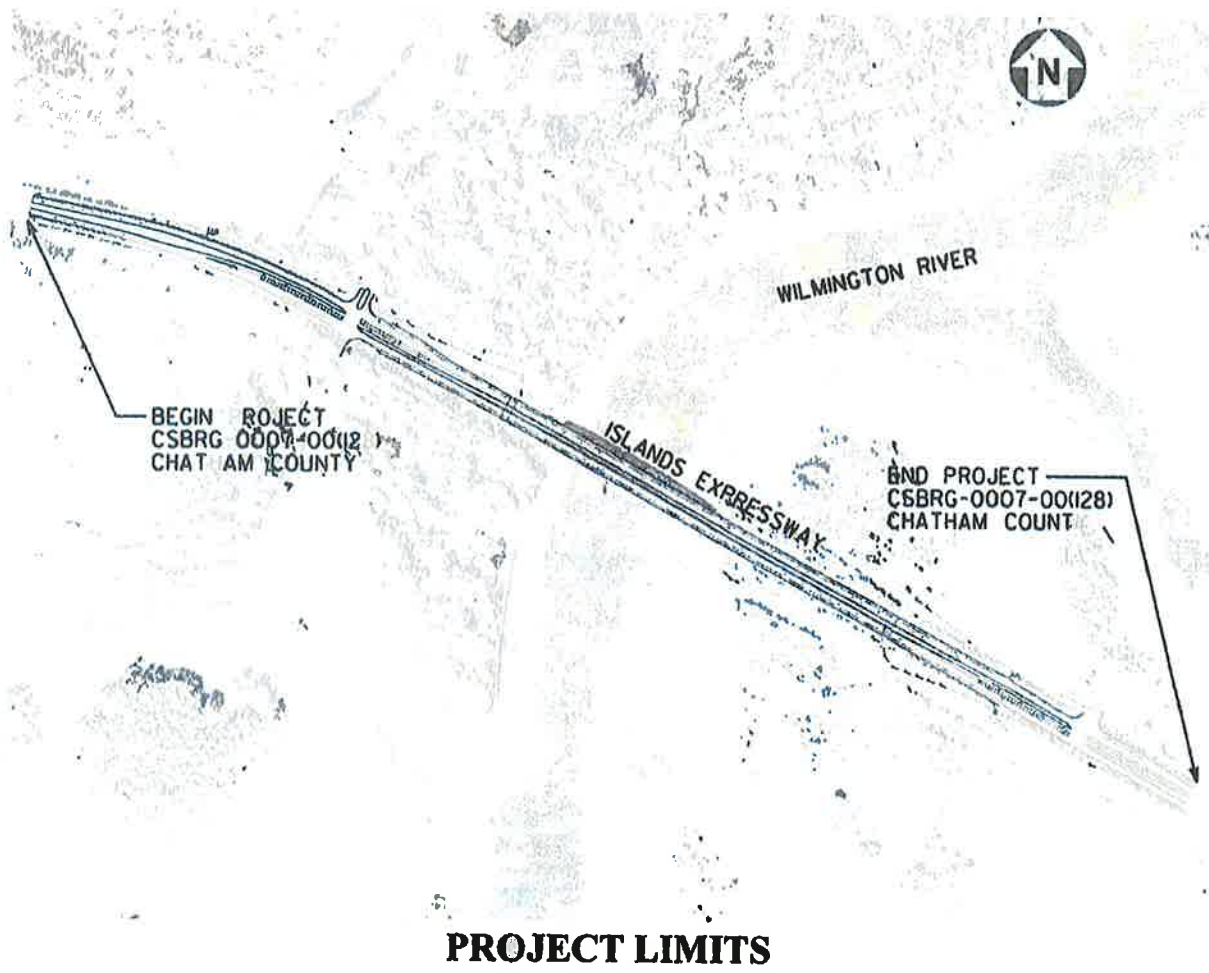 N
WILMINGTON RIVER
BEGIN ROJECT
CSBRG 0007-00(12 )
CHAT AM COUNTY
ISLANDS EXPRESSWAY
END PROJECT
CSBRG-0007-00(128)
CHATHAM COUNT
PROJECT LIMITS